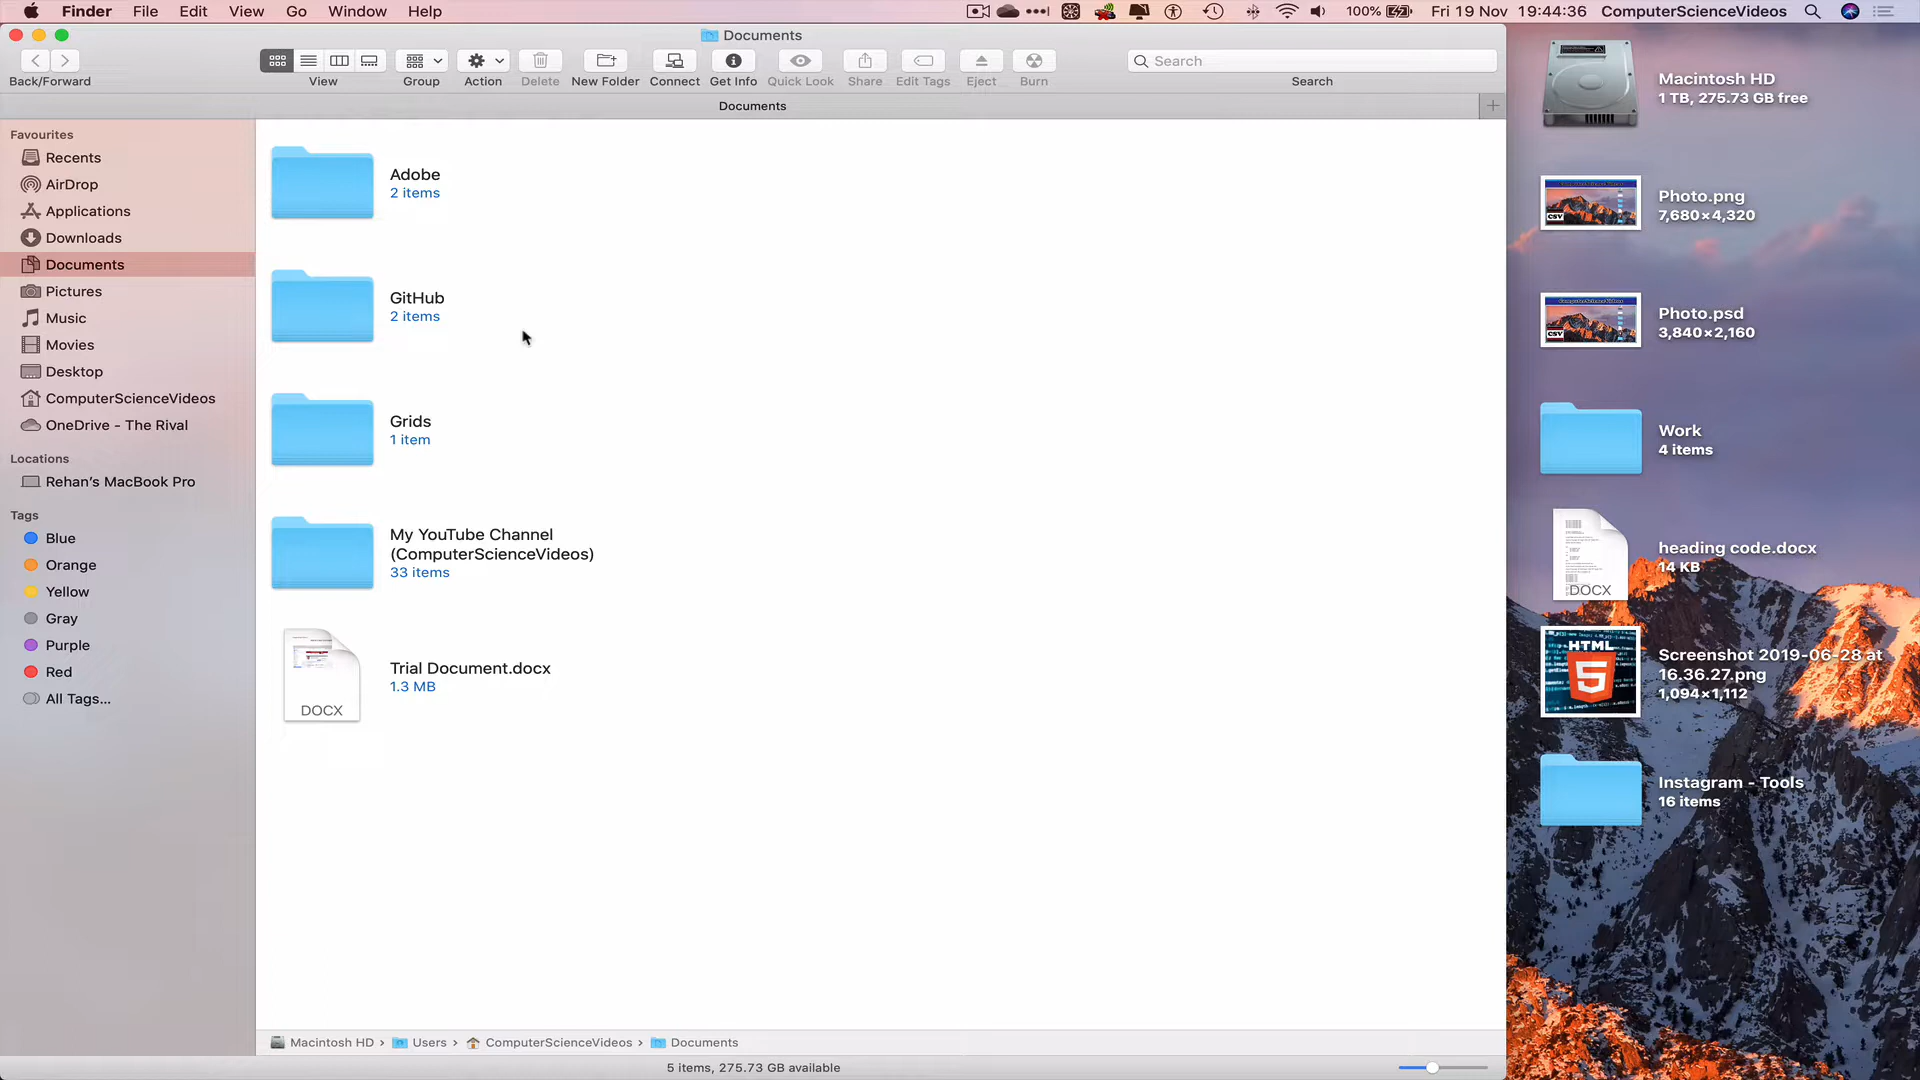 Finder File Edit View Go Window Help
100% Fri 19 Nov 19:44:36 ComputerScienceVideos
Documents
Back/Forward
View
Group
Action
Delete
New Folder
Connect
Get Info
Quick Look
Share
Edit Tags
Eject
Burn
Search
Search
Documents
Favourites
Recents
AirDrop
Applications
Downloads
Documents
Pictures
Music
Movies
Desktop
ComputerScienceVideos
OneDrive - The Rival
Locations
Rehan's MacBook Pro
Tags
Blue
Orange
Yellow
Gray
Purple
Red
All Tags...
Adobe
2 items
GitHub
2 items
Grids
1 item
My YouTube Channel
(ComputerScienceVideos)
33 items
DOCX
Trial Document.docx
1.3 MB
Macintosh HD › Users › ComputerScienceVideos › Documents
5 items, 275.73 GB available
Macintosh HD
1 TB, 275.73 GB free
CSV
Photo.png
7,680×4,320
ComputerScienceVideos
CSV
Photo.psd
3,840×2,160
Work
4 items
DOCX
heading code.docx
14 KB
HTML
5
Screenshot 2019-06-28 at
16.36.27.png
1,094×1,112
Instagram - Tools
16 items